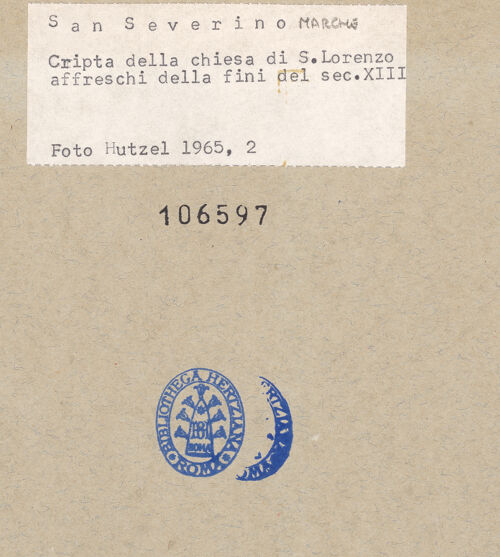 San Severino MARCHE
Cripta della chiesa di S.Lorenzo
affreschi della fini del sec.XIII
Foto Hutzel 1965, 2
106597
BIBLIOTHECA HERTZIANA
ROMA
ROMA